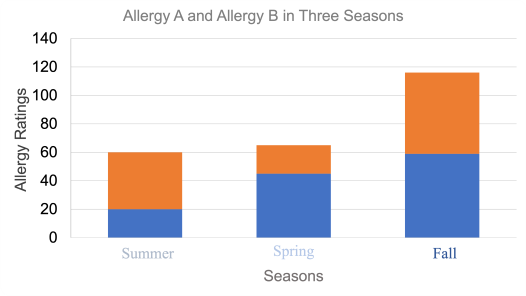 Allergy A and Allergy B in Three Seasons
140
120
100
80
60
40
20
0
Allergy Ratings
Summer Spring Fall
Seasons